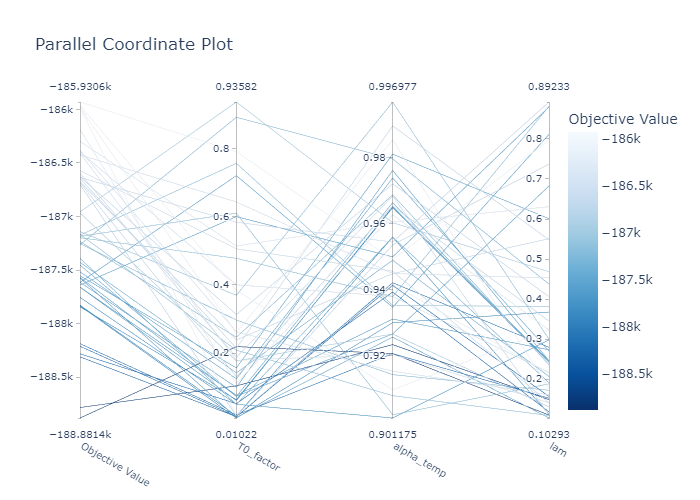 Parallel Coordinate Plot
−185.9306k
0.93582
0.996977
0.89233
Objective Value
−186k
−186.5k
−187k
−187.5k
−188k
−188.5k
0.8
0.6
0.4
0.2
0.98
0.96
0.94
0.92
0.8
0.7
0.6
0.5
0.4
0.3
0.2
−186k
−186.5k
−187k
−187.5k
−188k
−188.5k
−188.8814k
0.01022
0.901175
0.10293
Objective Value
T0_factor
alpha_temp
lam